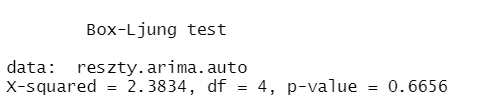 Box-Ljung test
data:  reszty.arima.auto
X-squared = 2.3834, df = 4, p-value = 0.6656